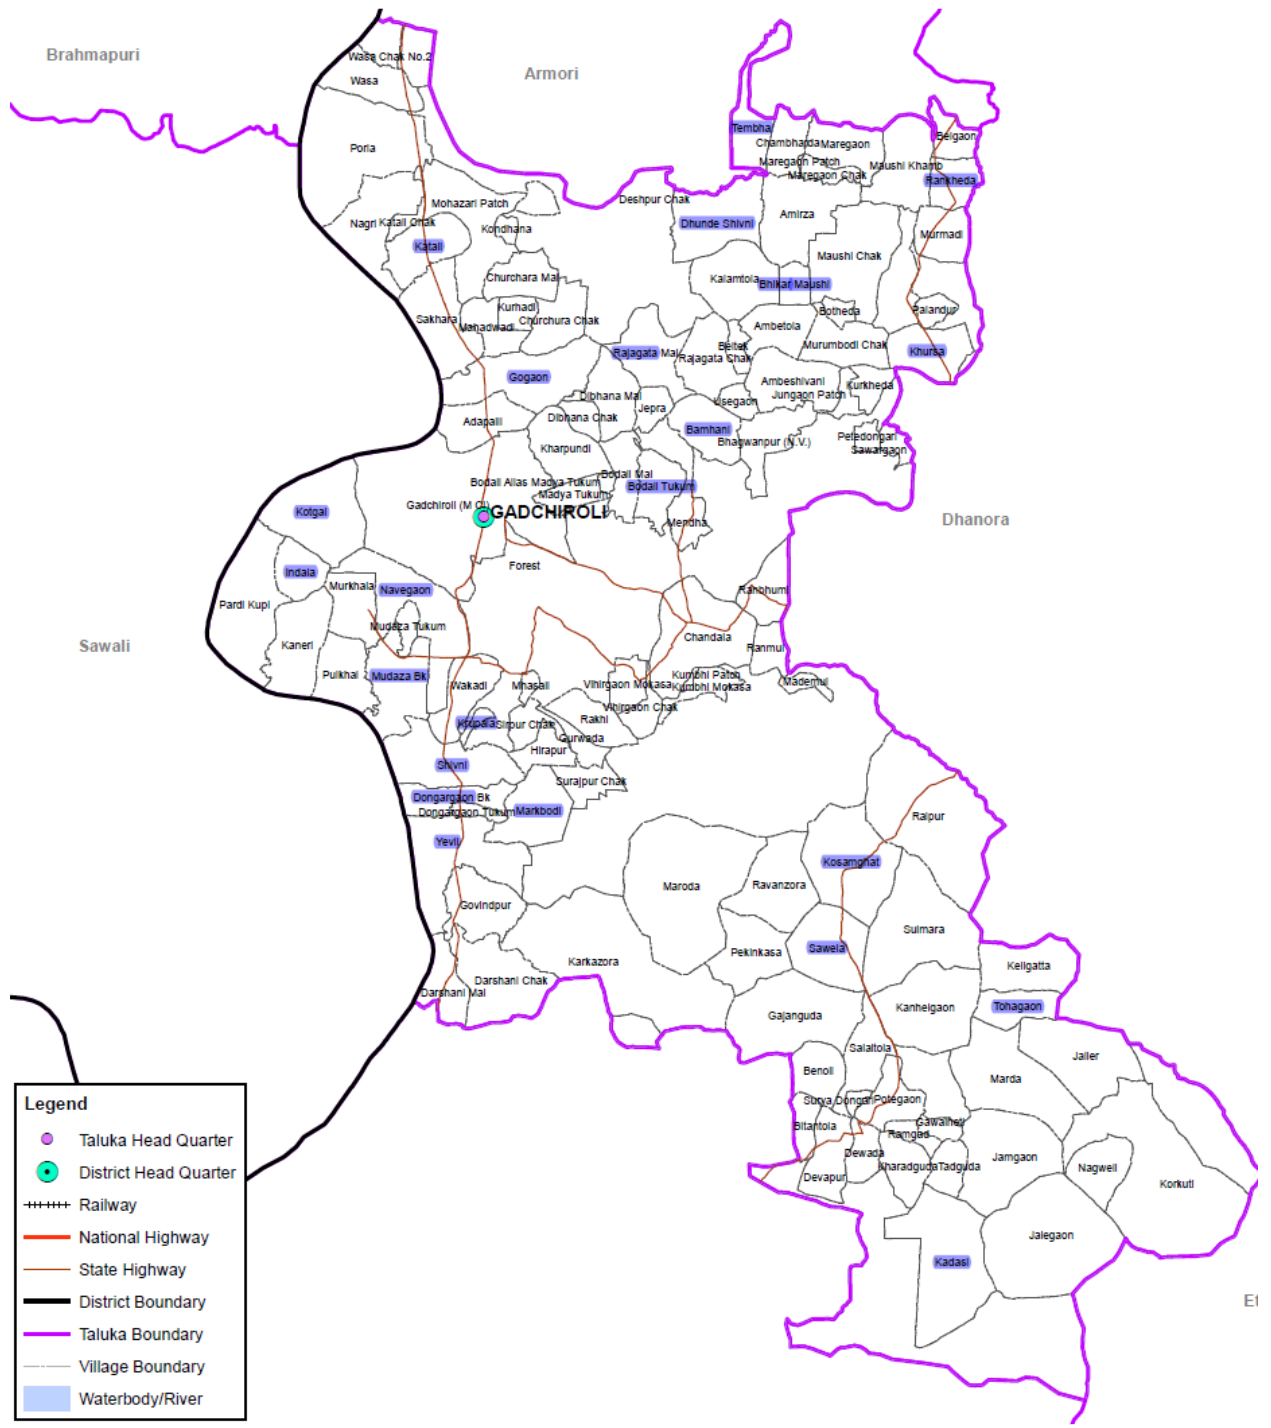 Brahmapuri
Armori
Wasa Chak No.2
Wasa
Porla
Tembha
Chambharda
Maregaon
Belgaon
Maregaon Patch
Maushi Khamb
Maregaon Chak
Rankheda
Mohazari Patch
Deshpur Chak
Nagri
Katali Chak
Kondhana
Dhunde Shivni
Amirza
Murmadi
Katali
Maushi Chak
Churchara Mal
Kalamtola
Bhikar Maushi
Kurhadi
Botheda
Palandur
Sakhara
Mahadwadi
Churchura Chak
Ambetola
Beltek
Murumbodi Chak
Khursa
Rajagata Mal
Rajagata Chak
Gogaon
Ambeshivani
Kurkheda
Dibhana Mal
Jungaon Patch
Jepra
Usegaon
Adapalli
Dibhana Chak
Bamhani
Petedongari
Bhagwanpur (N.V.)
Sawargaon
Kharpundi
Bodali Mal
Bodali Alias Madya Tukum
Bodali Tukum
Madya Tukum
Gadchiroli (M Cl)
GADCHIROLI
Kotgal
Mendha
Dhanora
Forest
Indala
Murkhala
Navegaon
Ranbhumi
Pardi Kupi
Mudaza Tukum
Chandala
Sawali
Kaneri
Ranmul
Pulkhal
Mudaza Bk
Wakadi
Mhasali
Vihirgaon Mokasa
Kumbhi Patch
Kumbhi Mokasa
Mademul
Vihirgaon Chak
Krupala
Sirpur Chak
Rakhi
Gurwada
Hirapur
Shivni
Surajpur Chak
Dongargaon Bk
Dongargaon Tukum
Markbodi
Raipur
Yevli
Kosamghat
Maroda
Ravanzora
Govindpur
Suimara
Pekinkasa
Sawela
Karkazora
Keligatta
Darshani Chak
Darshani Mal
Kanhelgaon
Tohagaon
Gajanguda
Salaitola
Jaller
Benoli
Marda
Surya Dongari
Potegaon
Bitantola
Gawalheti
Ramgad
Dewada
Kharadguda
Tadguda
Jamgaon
Nagweli
Devapur
Korkuti
Jalegaon
Kadasi
Et
Legend
Taluka Head Quarter
District Head Quarter
Railway
National Highway
State Highway
District Boundary
Taluka Boundary
Village Boundary
Waterbody/River